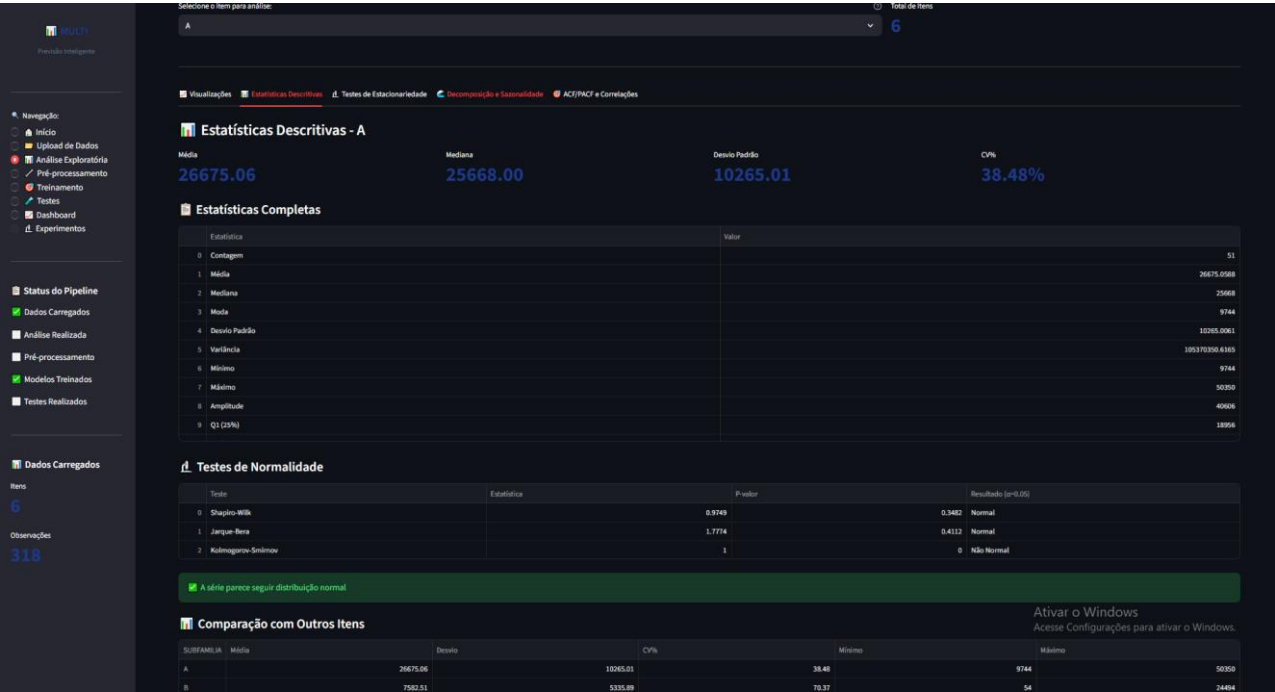 Selecione o item para análise:
Total de Itens
A
6
MULTI
Previsão Inteligente
Visualizações Estatísticas Descritivas Testes de Estacionariedade Decomposição e Sazonalidade ACF/PACF e Correlações
Navegação:
Início
Upload de Dados
Análise Exploratória
Pré-processamento
Treinamento
Testes
Dashboard
Experimentos
Status do Pipeline
Dados Carregados
Análise Realizada
Pré-processamento
Modelos Treinados
Testes Realizados
Dados Carregados
Itens
6
Observações
318
Estatísticas Descritivas - A
Média Mediana Desvio Padrão CV%
26675.06 25668.00 10265.01 38.48%
Estatísticas Completas
Estatística Valor
0 Contagem 51
1 Média 26675.0588
2 Mediana 25668
3 Moda 9744
4 Desvio Padrão 10265.0061
5 Variância 105370350.6165
6 Mínimo 9744
7 Máximo 50350
8 Amplitude 40606
9 Q1 (25%) 18956
Testes de Normalidade
Teste Estatística P-valor Resultado (α=0.05)
0 Shapiro-Wilk 0.9749 0.3482 Normal
1 Jarque-Bera 1.7774 0.4112 Normal
2 Kolmogorov-Smirnov 1 0 Não Normal
A série parece seguir distribuição normal
Comparação com Outros Itens
Ativar o Windows
Acesse Configurações para ativar o Windows.
SUBFAMILIA Média Desvio CV% Mínimo Máximo
A 26675.06 10265.01 38.48 9744 50350
B 7582.51 5335.89 70.37 54 24494